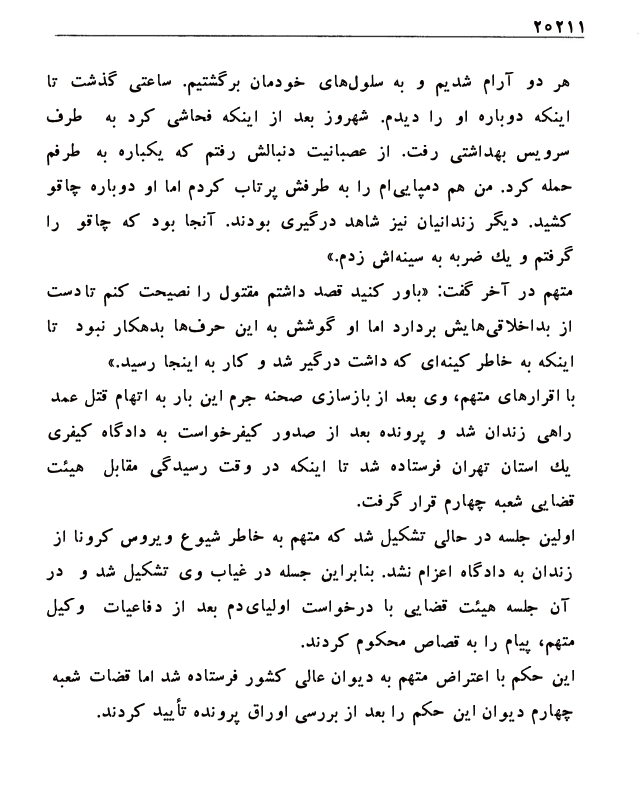 ۲۰۲۱۱
هر دو آرام شدیم و به سلول‌های خودمان برگشتیم. ساعتی گذشت تا
اینکه دوباره او را دیدم. شهروز بعد از اینکه فحاشی کرد به طرف
سرویس بهداشتی رفت. از عصبانیت دنبالش رفتم که یکباره به طرفم
حمله کرد. من هم دمپایی‌ام را به طرفش پرتاب کردم اما او دوباره چاقو
کشید. دیگر زندانیان نیز شاهد درگیری بودند. آنجا بود که چاقو را
گرفتم و یك ضربه به سینه‌اش زدم.»
متهم در آخر گفت: «باور کنید قصد داشتم مقتول را نصیحت کنم تا دست
از بداخلاقی‌هایش بردارد اما او گوشش به این حرف‌ها بدهکار نبود تا
اینکه به خاطر کینه‌ای که داشت درگیر شد و کار به اینجا رسید.»
با اقرارهای متهم، وی بعد از بازسازی صحنه جرم این بار به اتهام قتل عمد
راهی زندان شد و پرونده بعد از صدور کیفرخواست به دادگاه کیفری
یك استان تهران فرستاده شد تا اینکه در وقت رسیدگی مقابل هیئت
قضایی شعبه چهارم قرار گرفت.
اولین جلسه در حالی تشکیل شد که متهم به خاطر شیوع ویروس کرونا از
زندان به دادگاه اعزام نشد. بنابراین جسله در غیاب وی تشکیل شد و در
آن جلسه هیئت قضایی با درخواست اولیای‌دم بعد از دفاعیات وکیل
متهم، پیام را به قصاص محکوم کردند.
این حکم با اعتراض متهم به دیوان عالی کشور فرستاده شد اما قضات شعبه
چهارم دیوان این حکم را بعد از بررسی اوراق پرونده تأیید کردند.